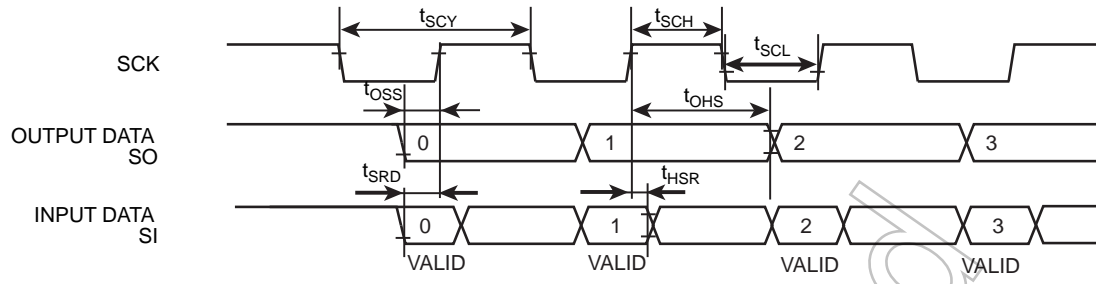 tSCY
tSCH
SCK
tSCL
tOSS
tOHS
OUTPUT DATA
SO
0 1 2 3
tSRD
tHSR
INPUT DATA
SI
0 1 2 3
VALID VALID VALID VALID